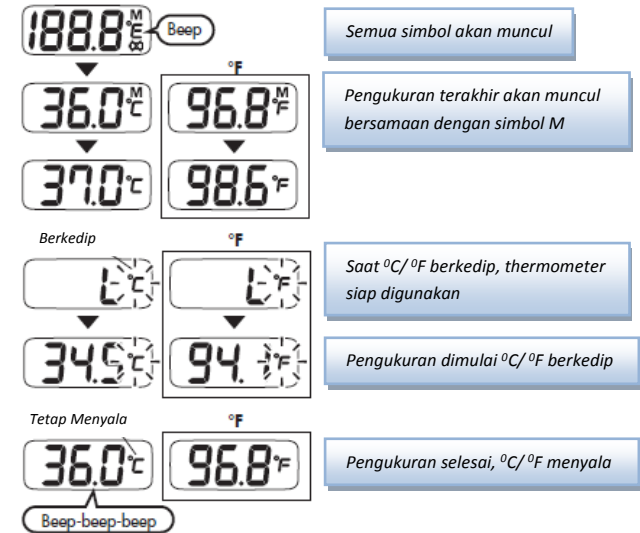 188.8 M °E 8
Beep
Semua simbol akan muncul
°F
36.0 M °C
96.8 M °F
Pengukuran terakhir akan muncul
bersamaan dengan simbol M
37.0 °C
98.6 °F
Berkedip
°F
L °C
L °F
Saat ⁰C/ ⁰F berkedip, thermometer
siap digunakan
34.5 °C
94.1 °F
Pengukuran dimulai ⁰C/ ⁰F berkedip
Tetap Menyala
°F
36.0 °C
96.8 °F
Pengukuran selesai, ⁰C/ ⁰F menyala
Beep-beep-beep